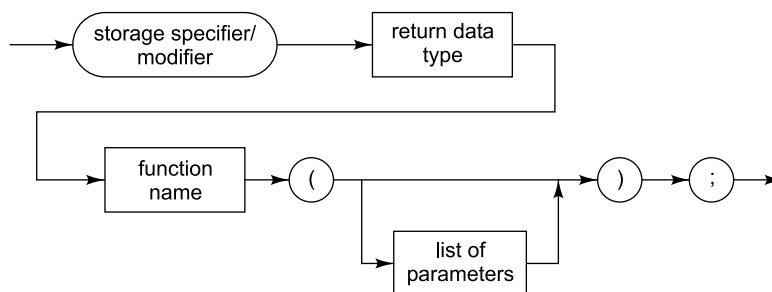 storage specifier/
modifier
return data
type
function
name
(
)
;
list of
parameters